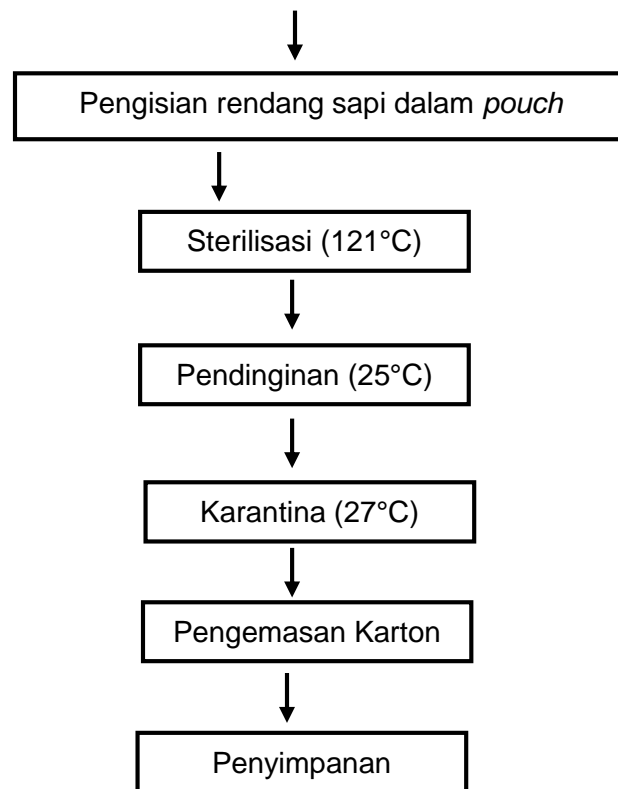 Pengisian rendang sapi dalam pouch
Sterilisasi (121°C)
Pendinginan (25°C)
Karantina (27°C)
Pengemasan Karton
Penyimpanan